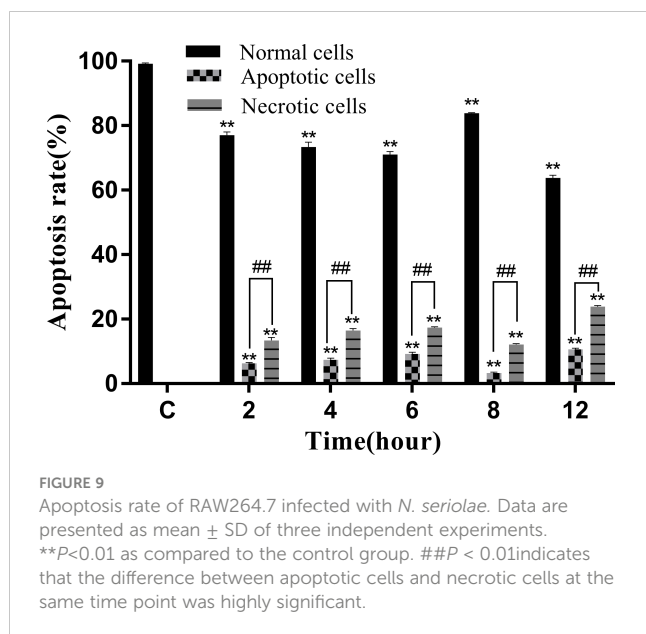 100
80
60
40
20
0
Apoptosis rate(%)
Normal cells
Apoptotic cells
Necrotic cells
** ** ** ** **
## ## ## ## ##
** ** ** ** **
** ** ** ** **
C 2 4 6 8 12
Time(hour)
FIGURE 9
Apoptosis rate of RAW264.7 infected with N. seriolae. Data are
presented as mean ± SD of three independent experiments.
**P<0.01 as compared to the control group. ##P < 0.01indicates
that the difference between apoptotic cells and necrotic cells at the
same time point was highly significant.